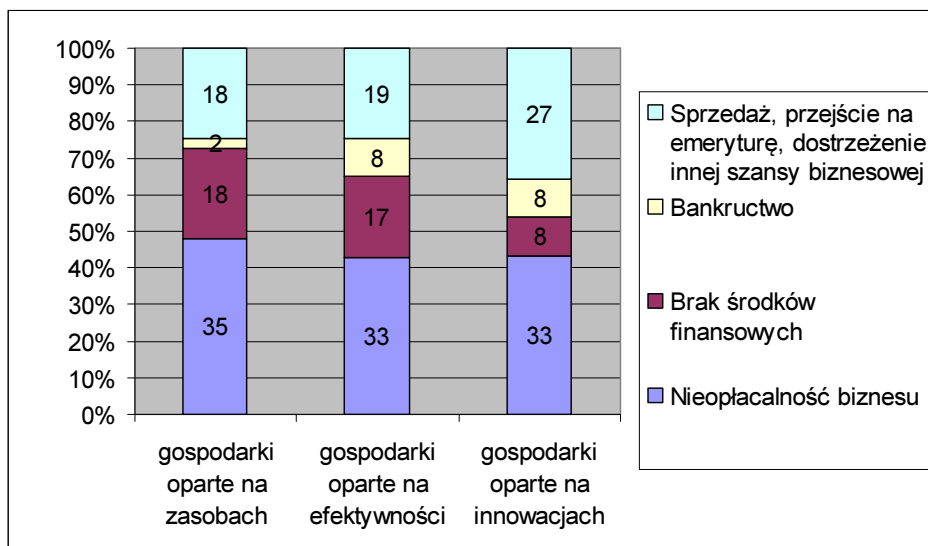 100%
90%
80%
70%
60%
50%
40%
30%
20%
10%
0%
18
2
18
35
19
8
17
33
27
8
8
33
gospodarki
oparte na
zasobach
gospodarki
oparte na
efektywności
gospodarki
oparte na
innowacjach
Sprzedaż, przejście na
emeryturę, dostrzeżenie
innej szansy biznesowej
Bankructwo
Brak środków
finansowych
Nieopłacalność biznesu